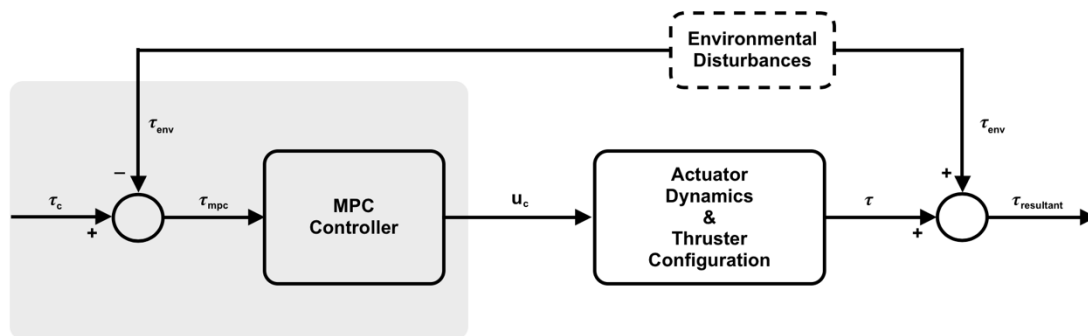 Environmental
Disturbances
τenv
τenv
−
+
τc
+
τmpc
MPC
Controller
uc
Actuator
Dynamics
&
Thruster
Configuration
τ
+
τresultant